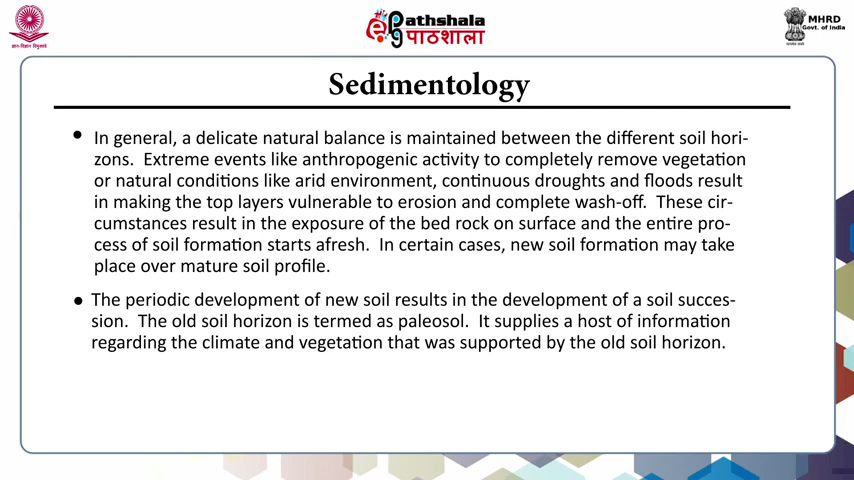 ज्ञान-विज्ञान विमुक्तये
ePathshala
पाठशाला
MHRD
Govt. of India
सत्यमेव जयते
Sedimentology
• In general, a delicate natural balance is maintained between the different soil hori-
zons. Extreme events like anthropogenic activity to completely remove vegetation
or natural conditions like arid environment, continuous droughts and floods result
in making the top layers vulnerable to erosion and complete wash-off. These cir-
cumstances result in the exposure of the bed rock on surface and the entire pro-
cess of soil formation starts afresh. In certain cases, new soil formation may take
place over mature soil profile.
• The periodic development of new soil results in the development of a soil succes-
sion. The old soil horizon is termed as paleosol. It supplies a host of information
regarding the climate and vegetation that was supported by the old soil horizon.